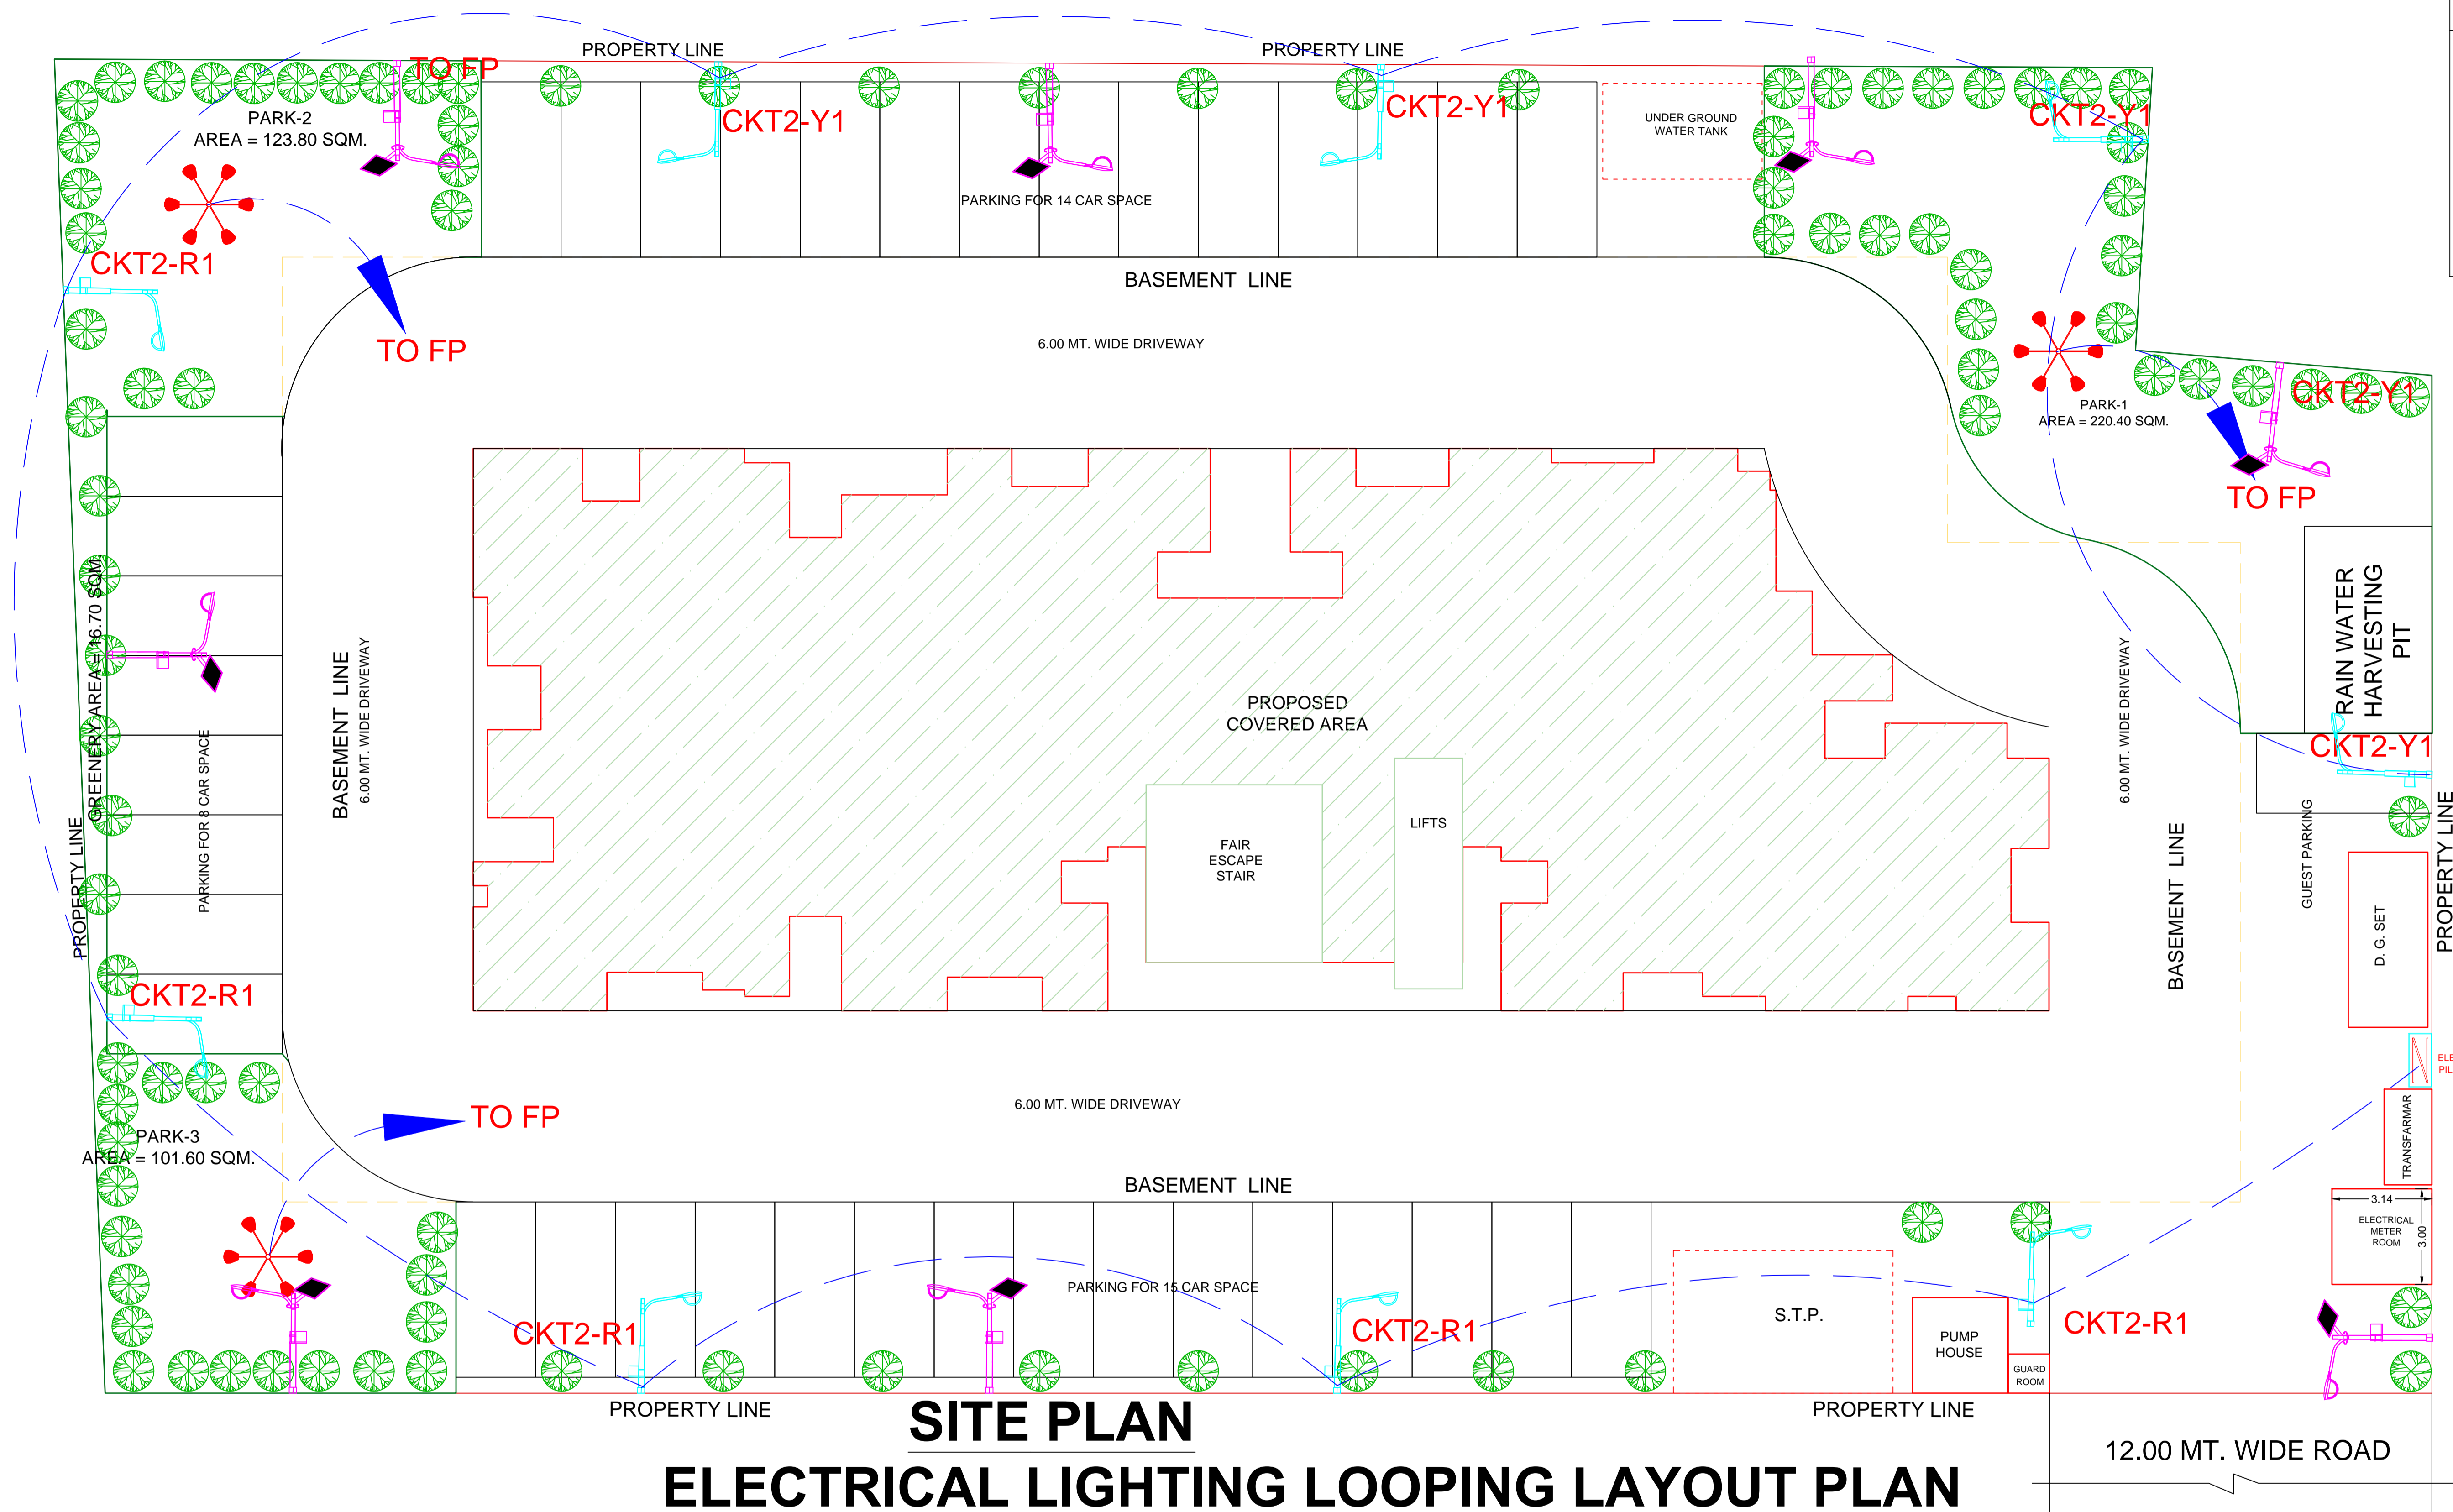 PROPERTY LINE
PROPERTY LINE
TO FP
PARK-2
AREA = 123.80 SQM.
CKT2-Y1
CKT2-Y1
CKT2-Y1
UNDER GROUND
WATER TANK
PARKING FOR 14 CAR SPACE
CKT2-R1
BASEMENT LINE
TO FP
6.00 MT. WIDE DRIVEWAY
CKT2-Y1
PARK-1
AREA = 220.40 SQM.
TO FP
RAIN WATER
HARVESTING
PIT
GREENERY AREA = 16.70 SQM.
PROPERTY LINE
PARKING FOR 8 CAR SPACE
BASEMENT LINE
6.00 MT. WIDE DRIVEWAY
PROPOSED
COVERED AREA
FAIR
ESCAPE
STAIR
LIFTS
6.00 MT. WIDE DRIVEWAY
BASEMENT LINE
CKT2-Y1
GUEST PARKING
PROPERTY LINE
D. G. SET
CKT2-R1
TRANSFARMAR
TO FP
6.00 MT. WIDE DRIVEWAY
PARK-3
AREA = 101.60 SQM.
BASEMENT LINE
3.14
3.00
ELECTRICAL
METER
ROOM
PARKING FOR 15 CAR SPACE
S.T.P.
CKT2-R1
CKT2-R1
CKT2-R1
PUMP
HOUSE
GUARD
ROOM
PROPERTY LINE
PROPERTY LINE
SITE PLAN
12.00 MT. WIDE ROAD
ELECTRICAL LIGHTING LOOPING LAYOUT PLAN